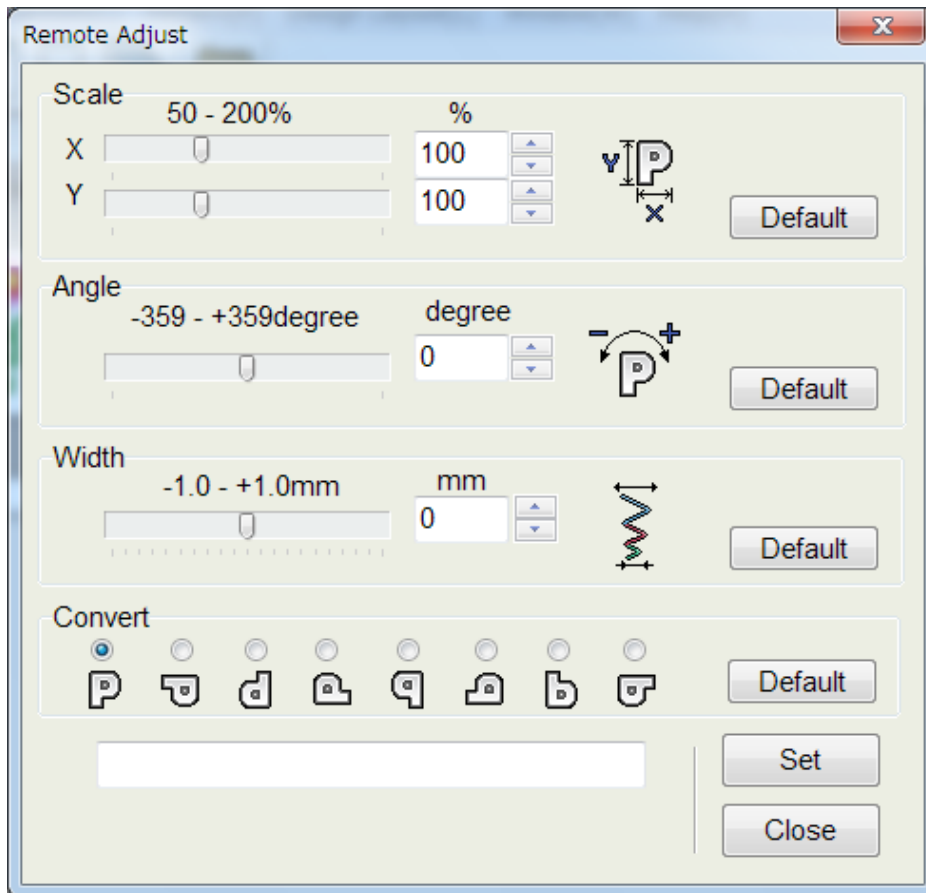 Remote Adjust
Scale
50 - 200%
%
X
100
Y
100
Y P
X
Default
Angle
-359 - +359degree
degree
0
- +
P
Default
Width
-1.0 - +1.0mm
mm
0
Default
Convert
P P P P P P P P
Default
Set
Close